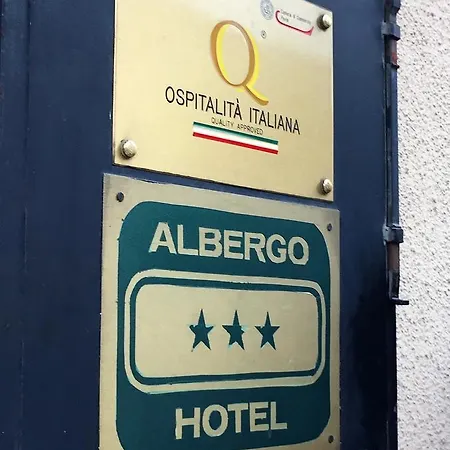 Q ®
OSPITALITÀ ITALIANA
QUALITY APPROVED
ALBERGO
HOTEL